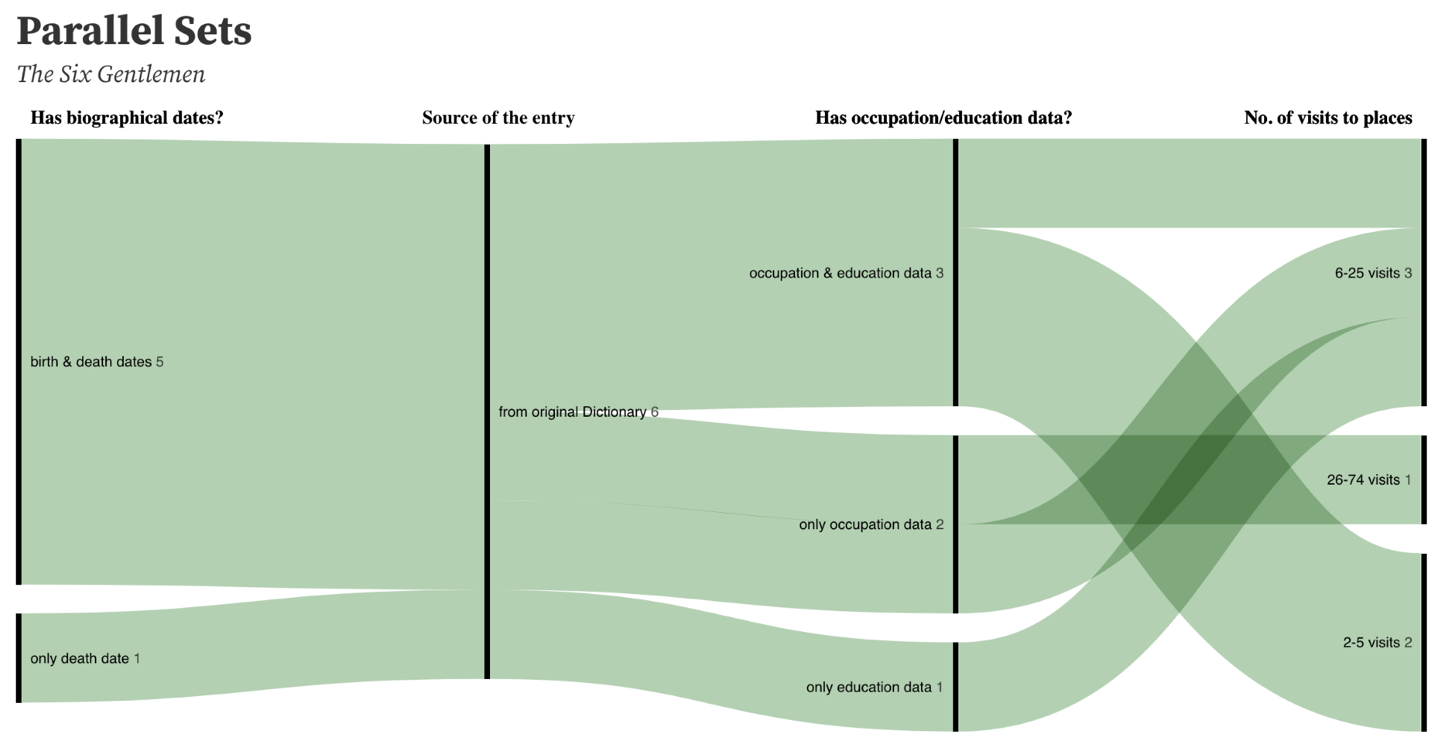 Parallel Sets
The Six Gentlemen
Has biographical dates?
Source of the entry
Has occupation/education data?
No. of visits to places
birth & death dates 5
only death date 1
from original Dictionary 6
occupation & education data 3
only occupation data 2
only education data 1
6-25 visits 3
26-74 visits 1
2-5 visits 2